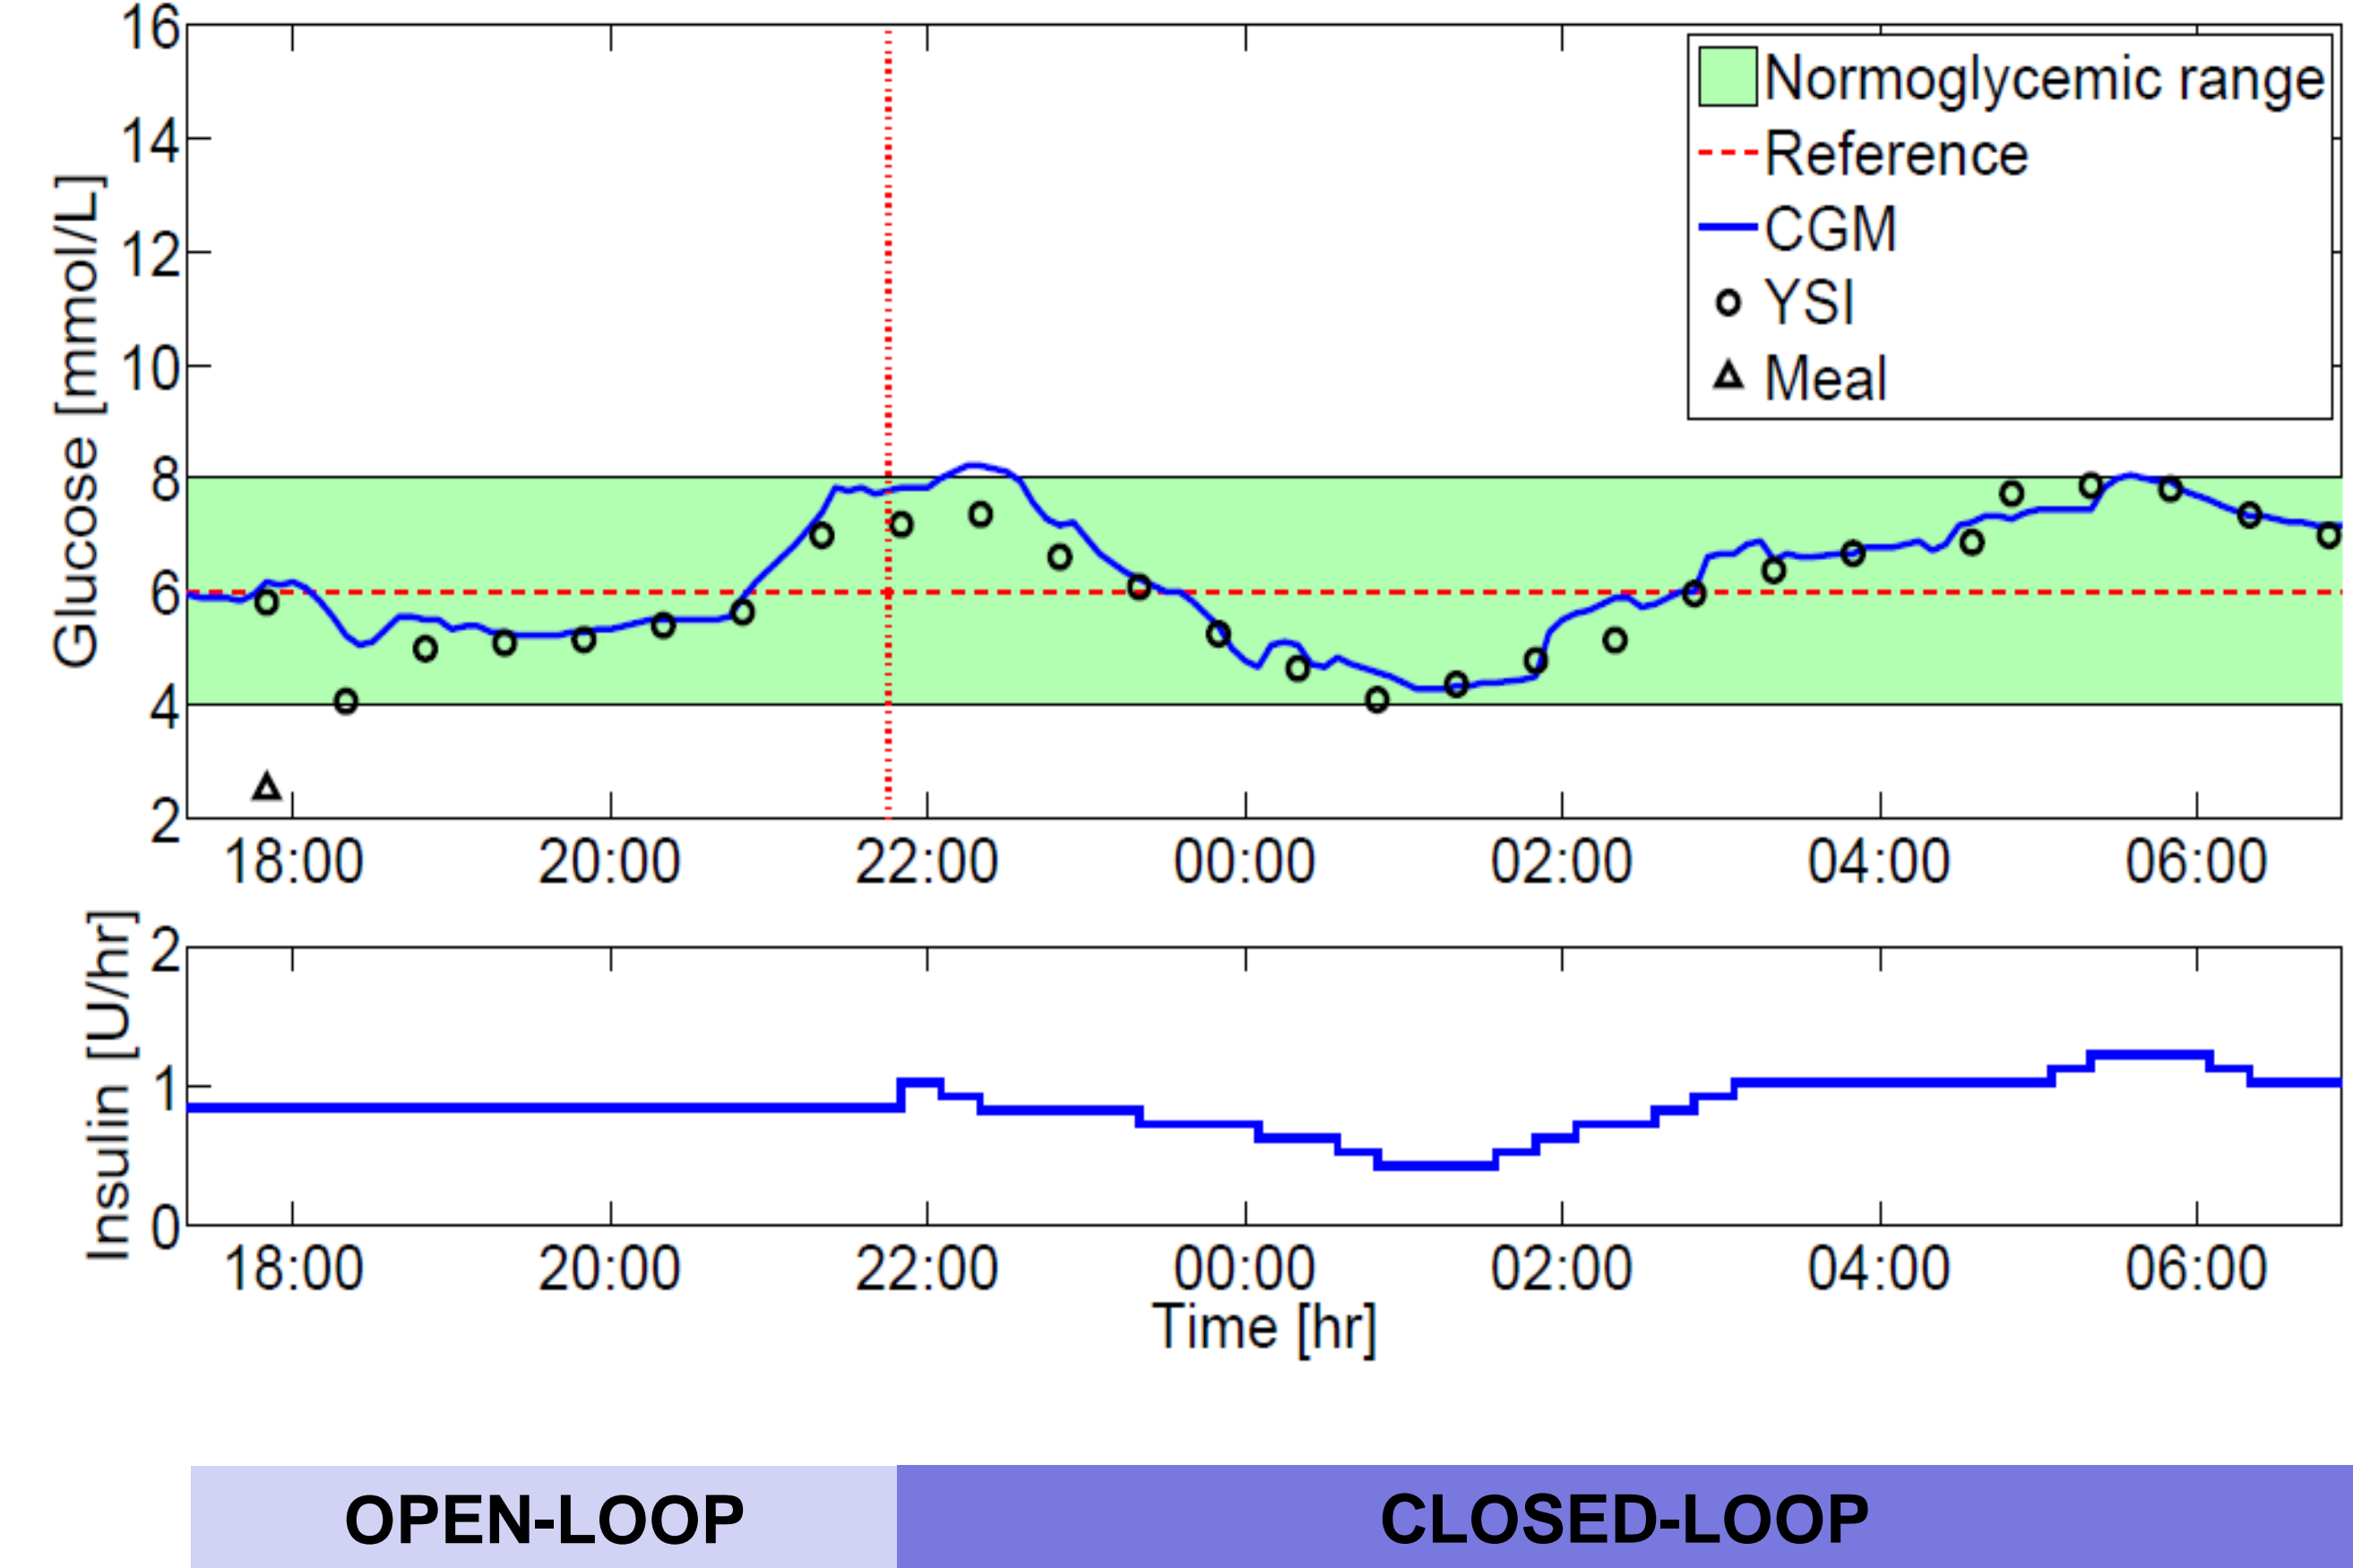 16
14
12
10
8
6
4
2
Glucose [mmol/L]
Normoglycemic range
Reference
CGM
YSI
Meal
18:00 20:00 22:00 00:00 02:00 04:00 06:00
2
1
0
Insulin [U/hr]
18:00 20:00 22:00 00:00 02:00 04:00 06:00
Time [hr]
OPEN-LOOP CLOSED-LOOP